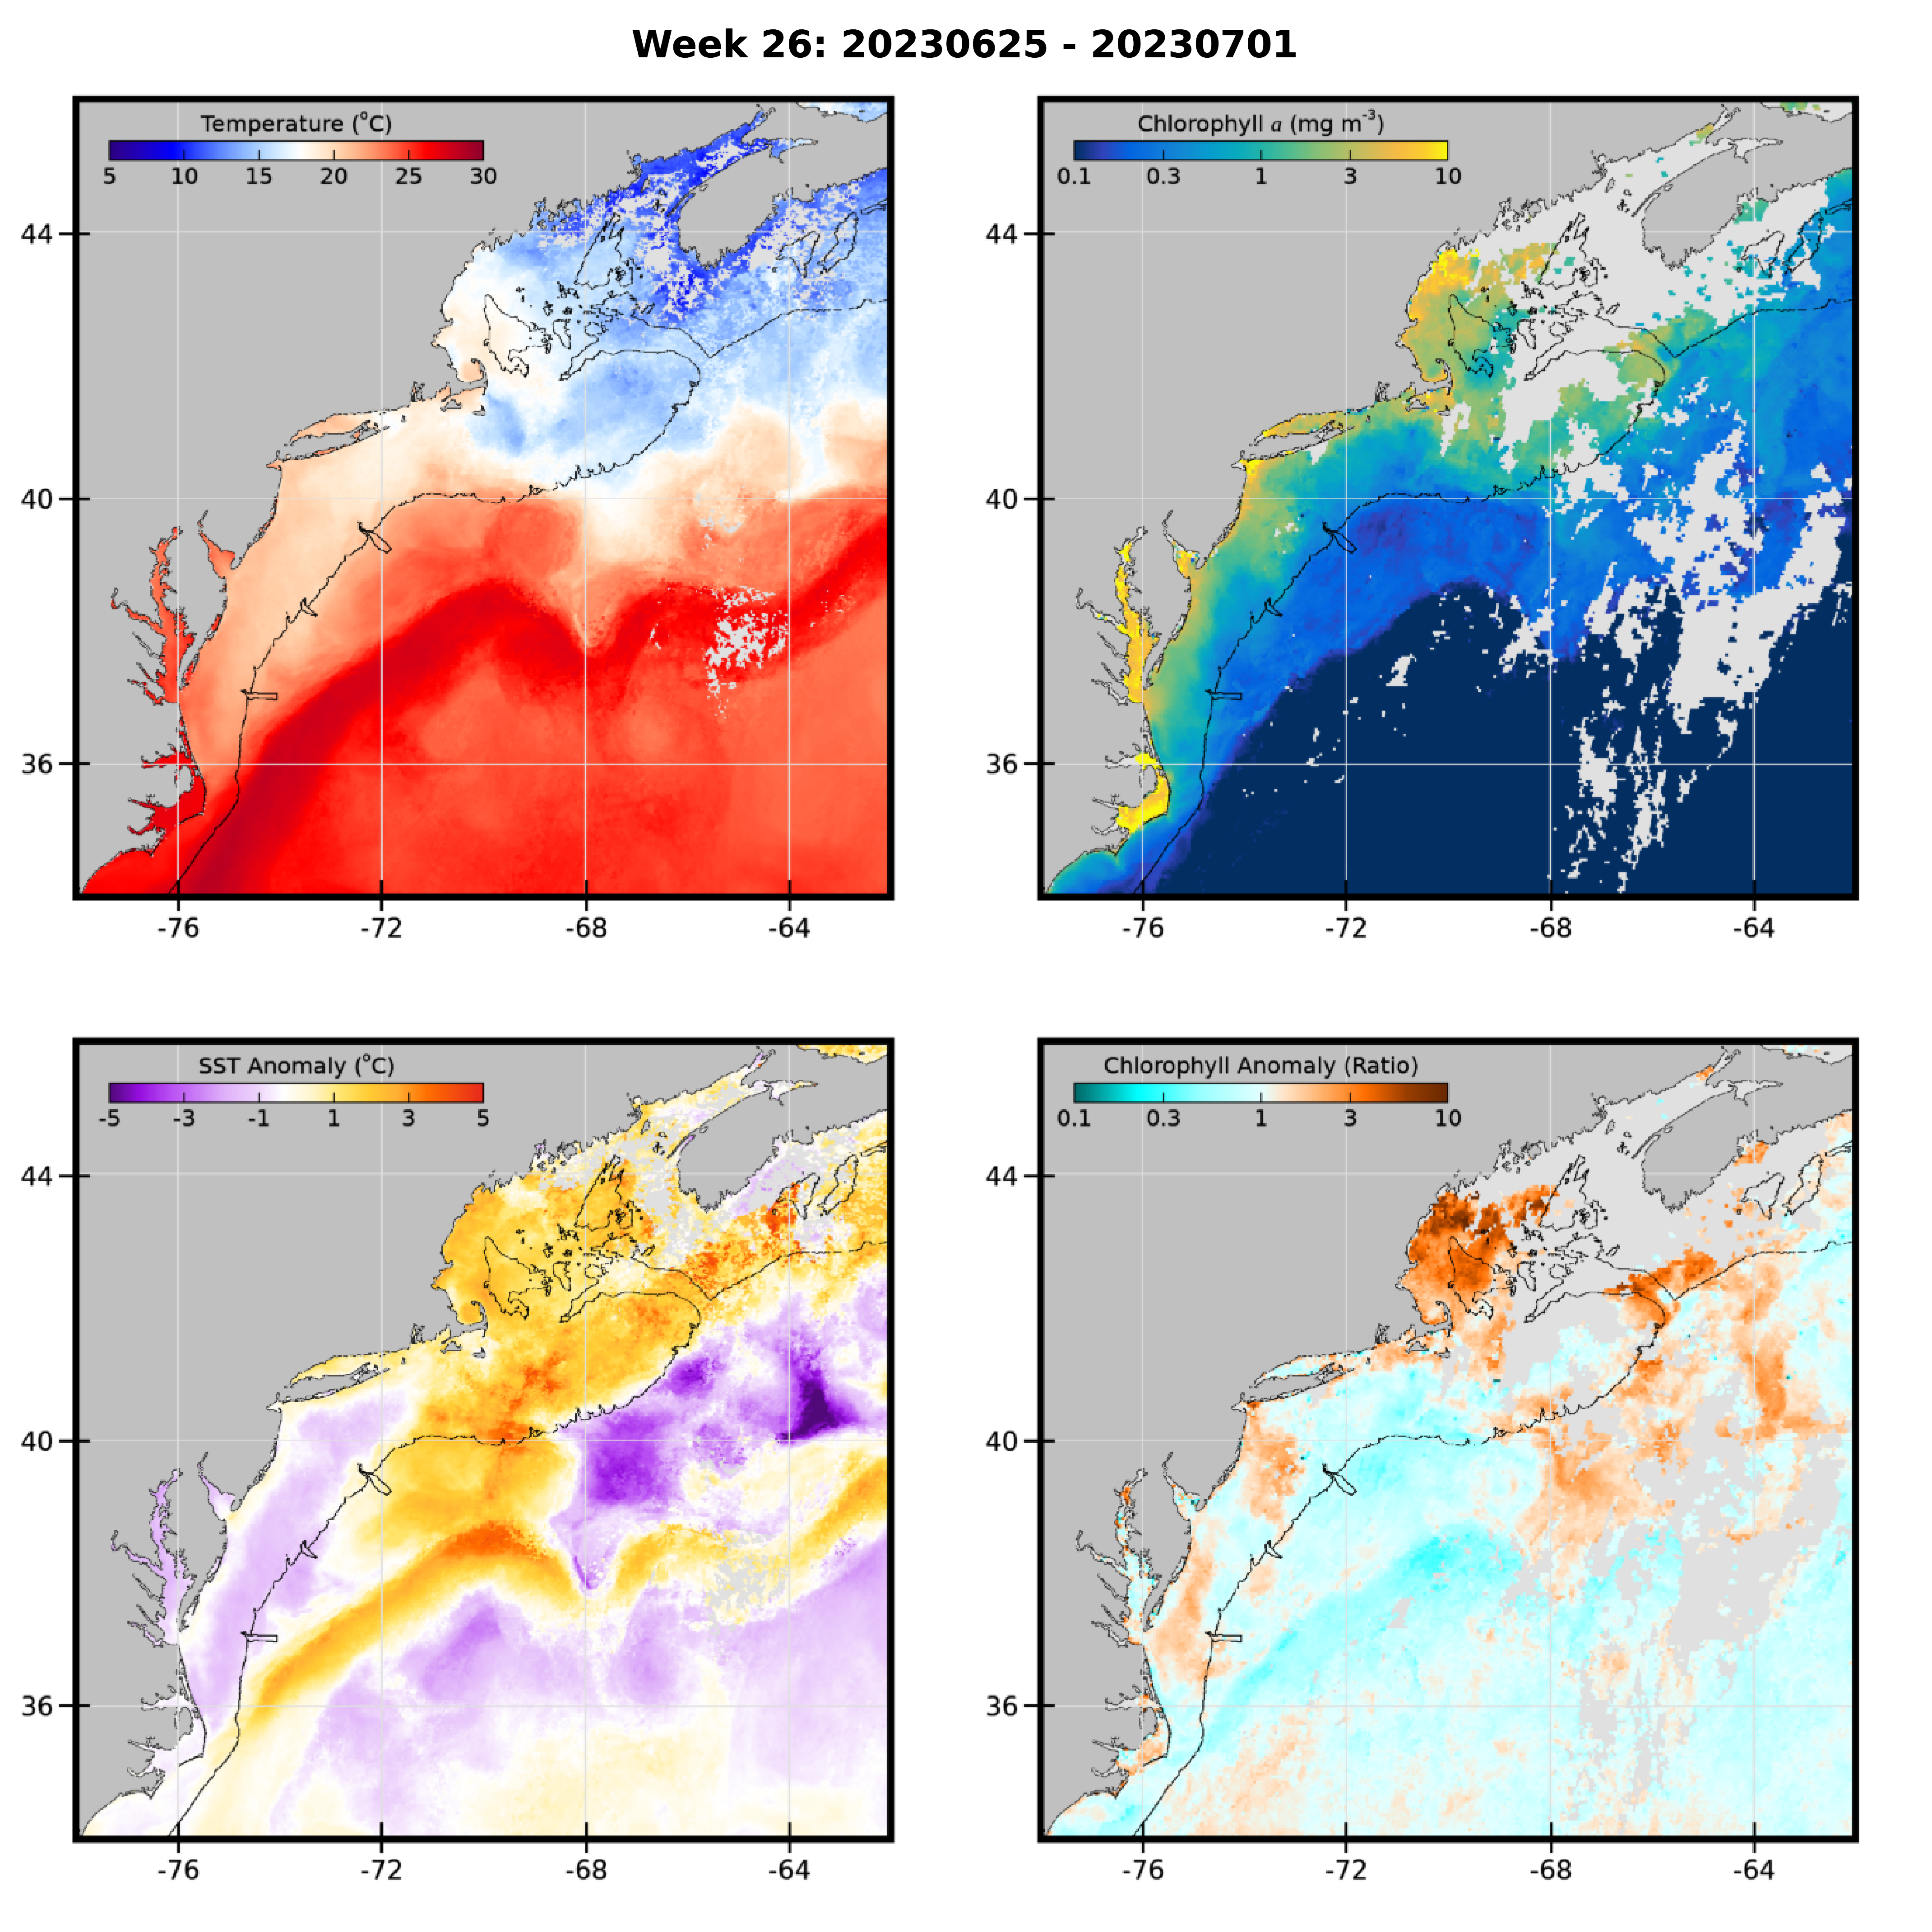 Week 26: 20230625 - 20230701
Temperature (°C)
5 10 15 20 25 30
44
40
36
-76 -72 -68 -64
Chlorophyll a (mg m⁻³)
0.1 0.3 1 3 10
44
40
36
-76 -72 -68 -64
SST Anomaly (°C)
-5 -3 -1 1 3 5
44
40
36
-76 -72 -68 -64
Chlorophyll Anomaly (Ratio)
0.1 0.3 1 3 10
44
40
36
-76 -72 -68 -64